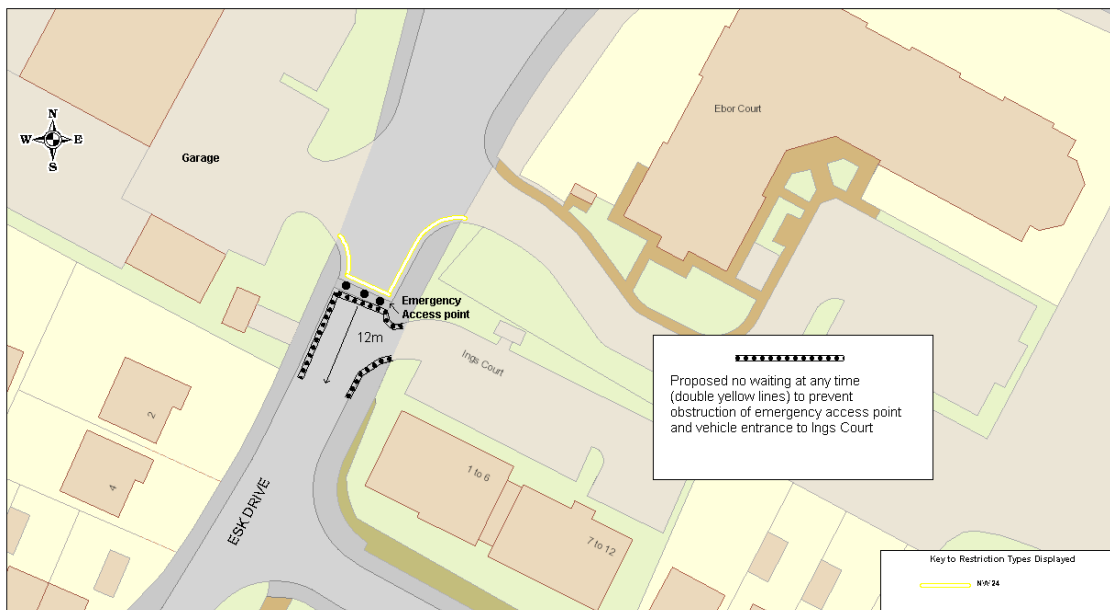 N
W E
S
Garage
Ebor Court
Emergency
Access point
12m
Ings Court
Proposed no waiting at any time
(double yellow lines) to prevent
obstruction of emergency access point
and vehicle entrance to Ings Court
2
4
1 to 6
7 to 12
ESK DRIVE
Key to Restriction Types Displayed
NW 24